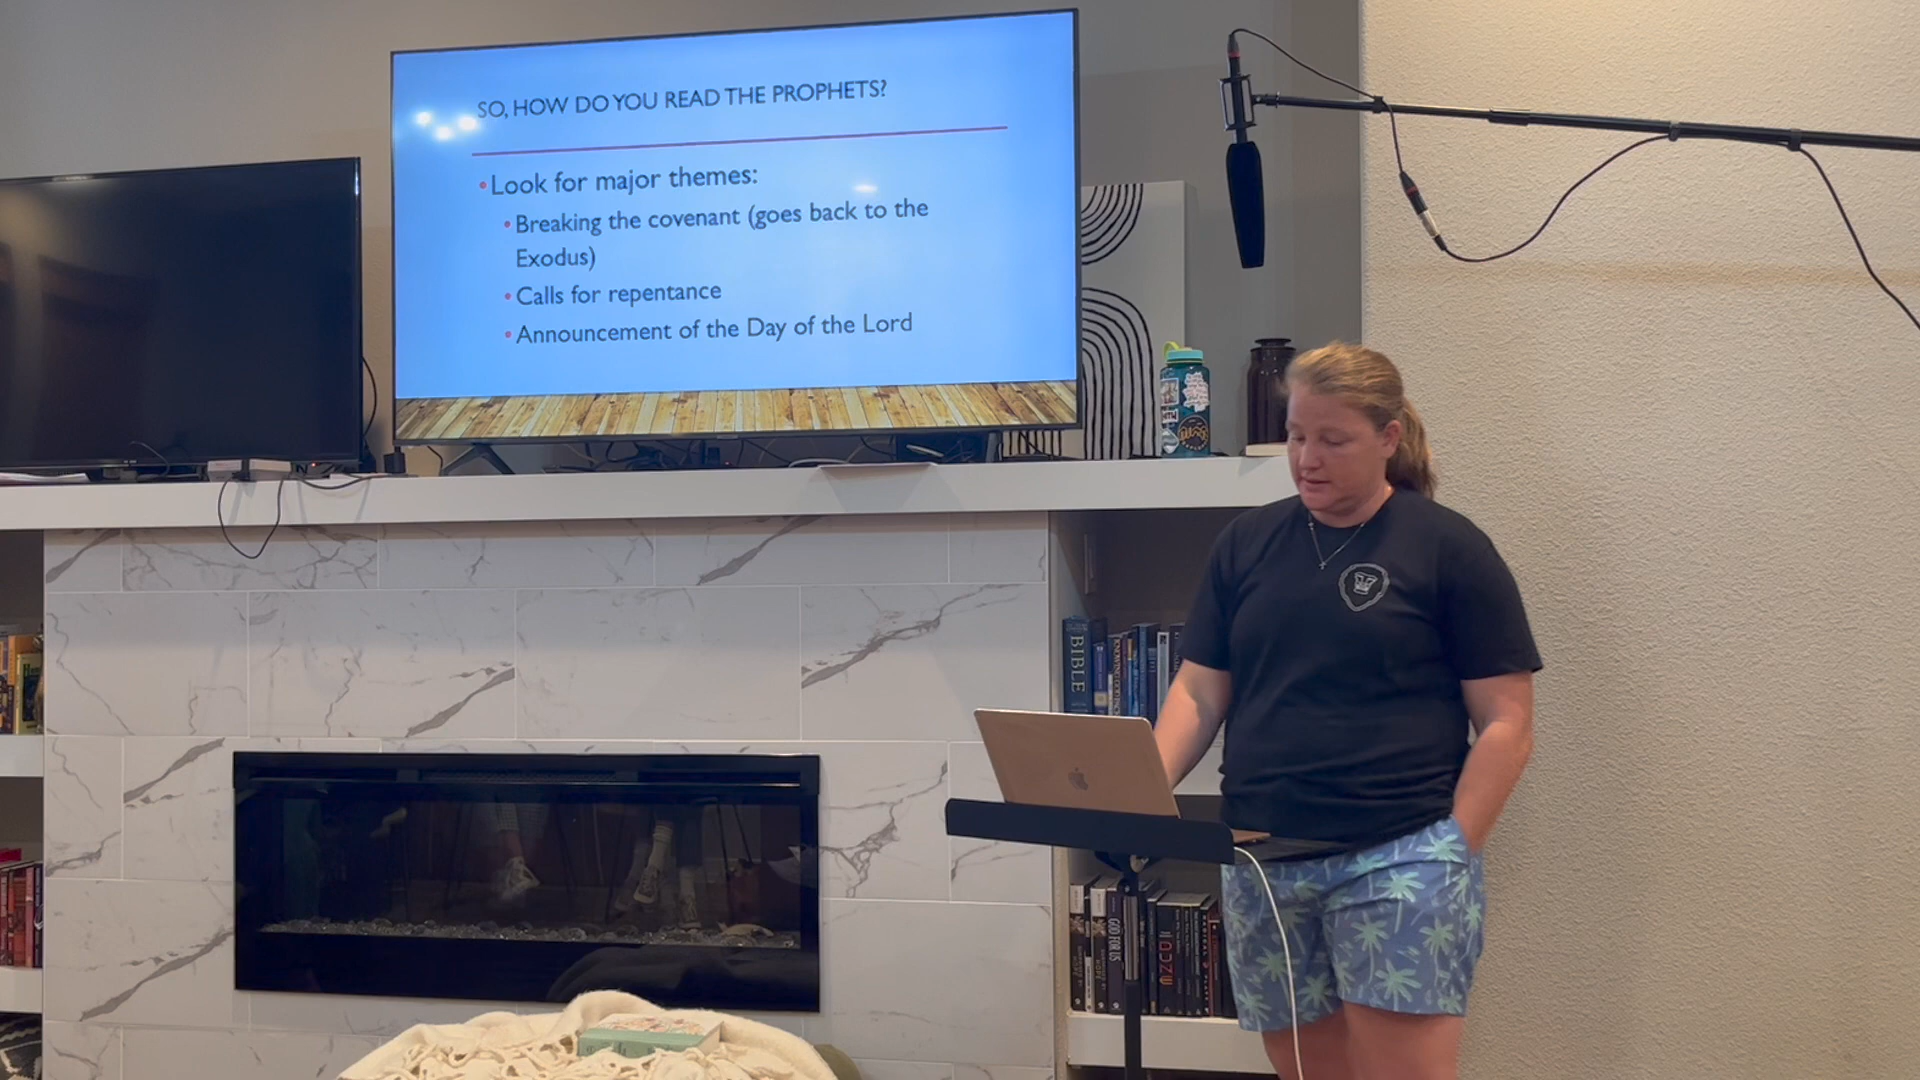 SO, HOW DO YOU READ THE PROPHETS?
• Look for major themes:
• Breaking the covenant (goes back to the
Exodus)
• Calls for repentance
• Announcement of the Day of the Lord
BIBLE
GOD FOR US
DUNE